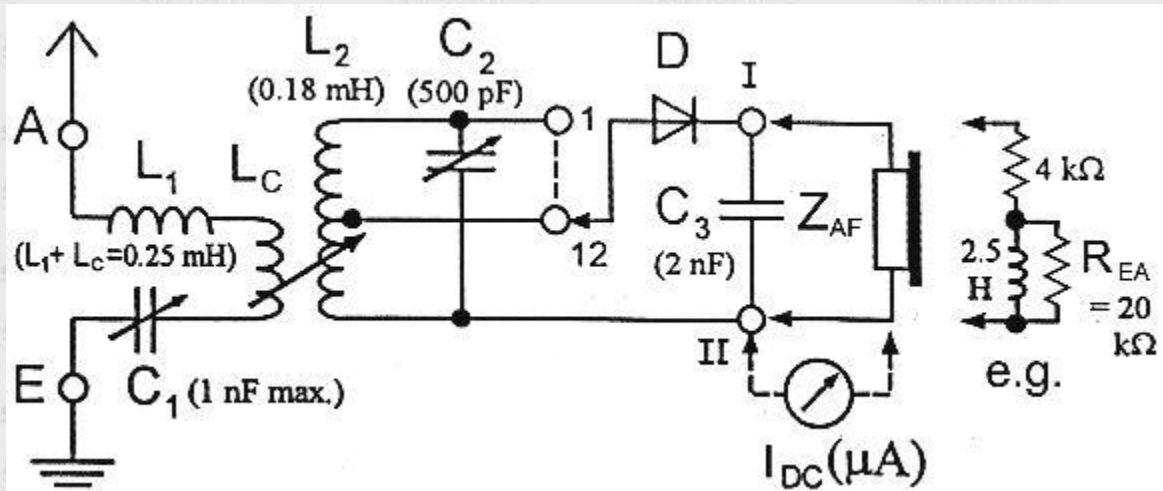 L2
C2
D
I
(0.18 mH)
(500 pF)
1
A
L1
LC
4 kΩ
C3
ZAF
12
(L1+ LC=0.25 mH)
(2 nF)
2.5
H
REA
= 20
kΩ
II
E
C1 (1 nF max.)
e.g.
IDC(μA)